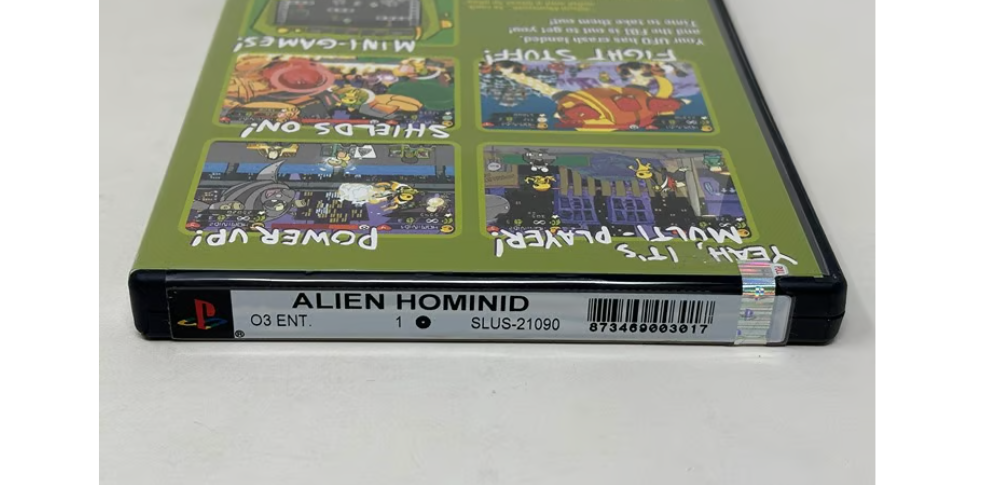 ALIEN HOMINID
O3 ENT. 1 SLUS-21090
873469003017
®
YEAH, IT'S
MULTI-PLAYER!
POWER UP!
SHIELDS ON!
FIGHT STUFF!
Your UFO has crash landed,
and the FBI is out to get you!
Time to take them out!
MINI-GAMES!